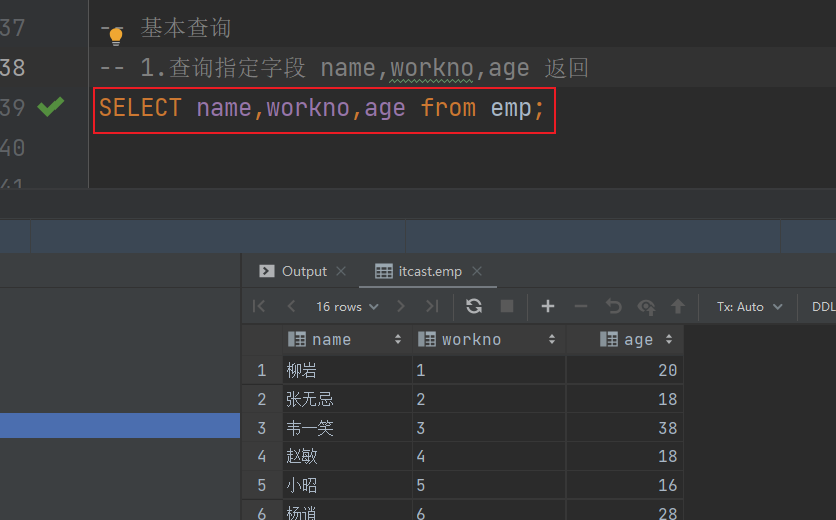 37 -- 基本查询
38 -- 1.查询指定字段 name,workno,age 返回
39 SELECT name,workno,age from emp;
40
41
Output itcast.emp
16 rows Tx: Auto DDL
name workno age
1 柳岩 1 20
2 张无忌 2 18
3 韦一笑 3 38
4 赵敏 4 18
5 小昭 5 16
6 杨逍 6 28